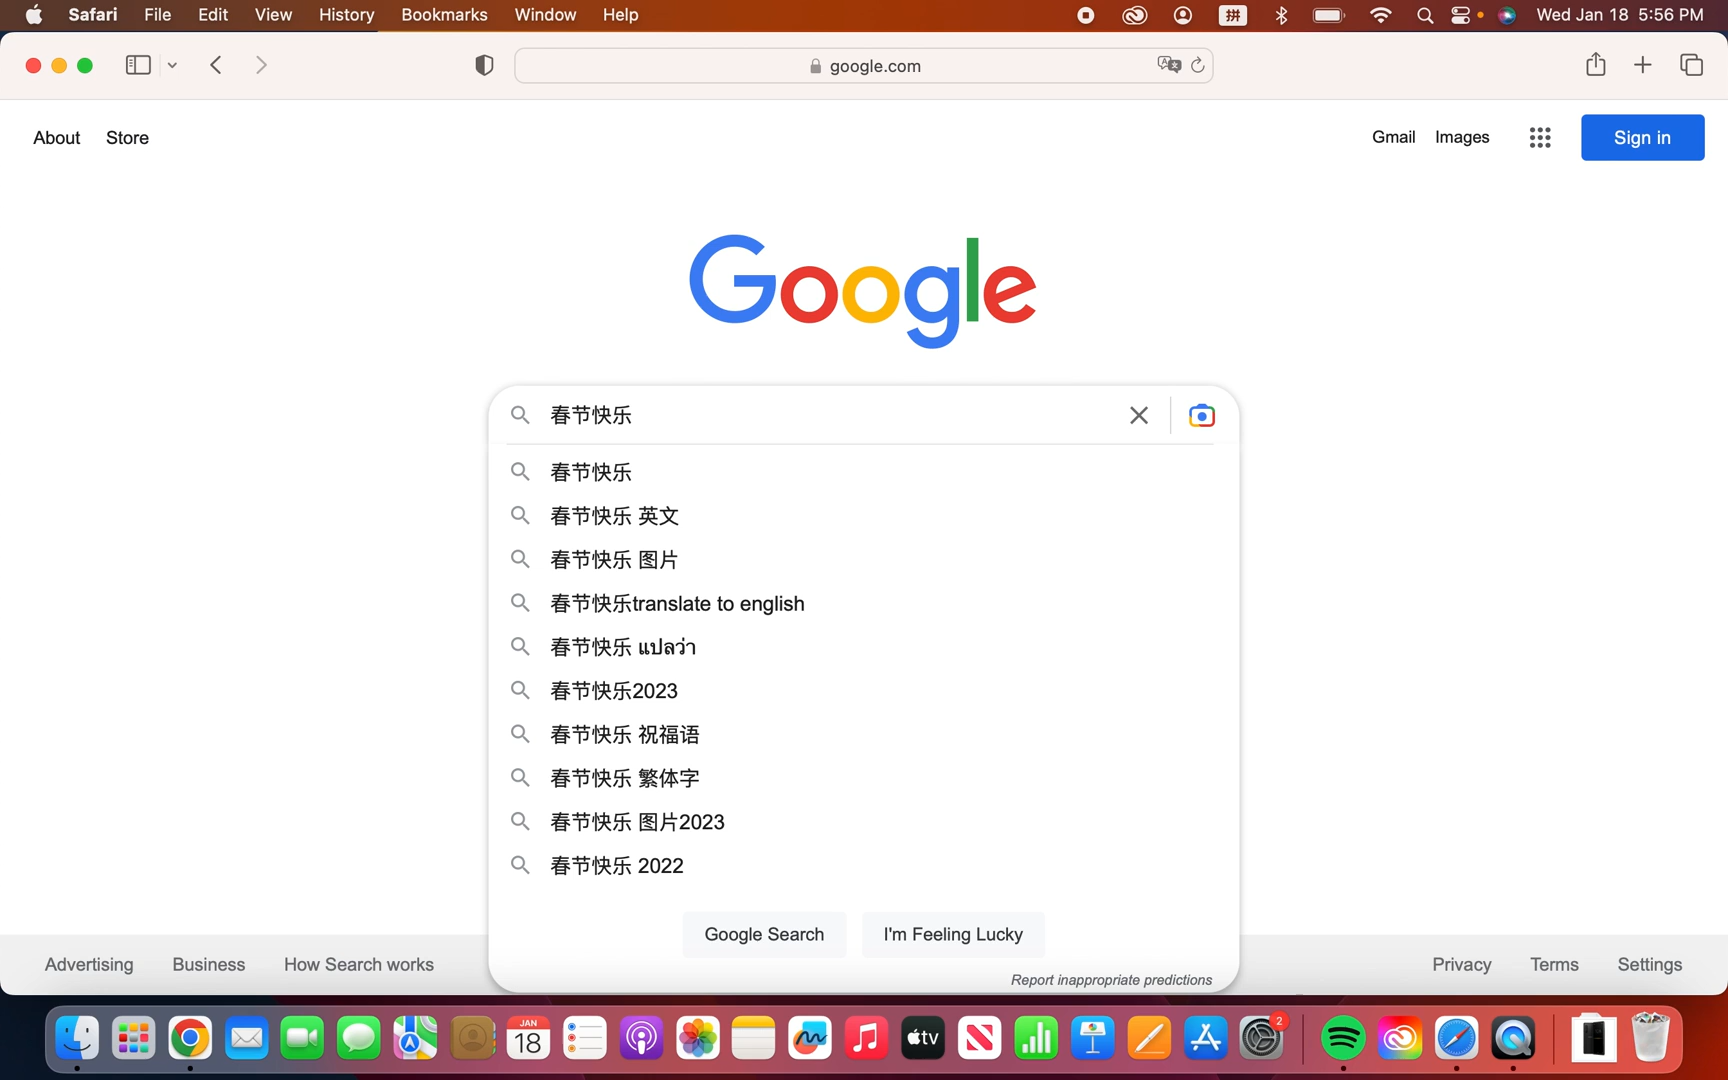 Safari File Edit View History Bookmarks Window Help 拼 Wed Jan 18 5:56 PM
google.com
About Store Gmail Images Sign in
Google
春节快乐
春节快乐
春节快乐 英文
春节快乐 图片
春节快乐translate to english
春节快乐 แปลว่า
春节快乐2023
春节快乐 祝福语
春节快乐 繁体字
春节快乐 图片2023
春节快乐 2022
Google Search I'm Feeling Lucky
Report inappropriate predictions
Advertising Business How Search works Privacy Terms Settings
JAN
18
tv
2